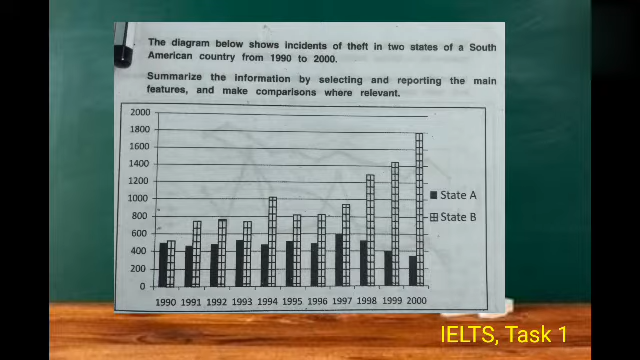 The diagram below shows incidents of theft in two states of a South
American country from 1990 to 2000.
Summarize the information by selecting and reporting the main
features, and make comparisons where relevant.
2000
1800
1600
1400
1200
1000
800
600
400
200
0
State A
State B
1990 1991 1992 1993 1994 1995 1996 1997 1998 1999 2000
IELTS, Task 1